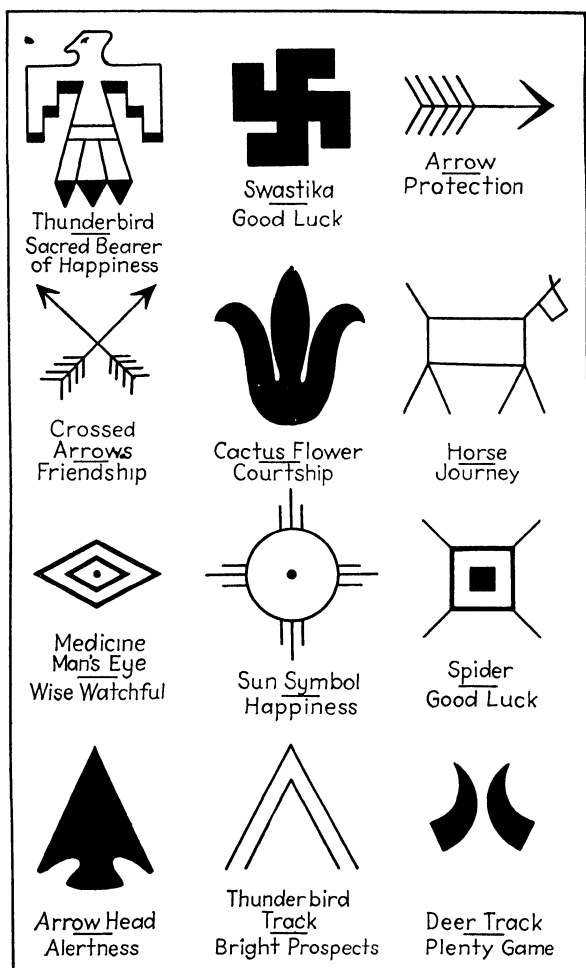 Thunderbird
Sacred Bearer
of Happiness
Swastika
Good Luck
Arrow
Protection
Crossed
Arrows
Friendship
Cactus Flower
Courtship
Horse
Journey
Medicine
Man's Eye
Wise Watchful
Sun Symbol
Happiness
Spider
Good Luck
Arrow Head
Alertness
Thunderbird
Track
Bright Prospects
Deer Track
Plenty Game